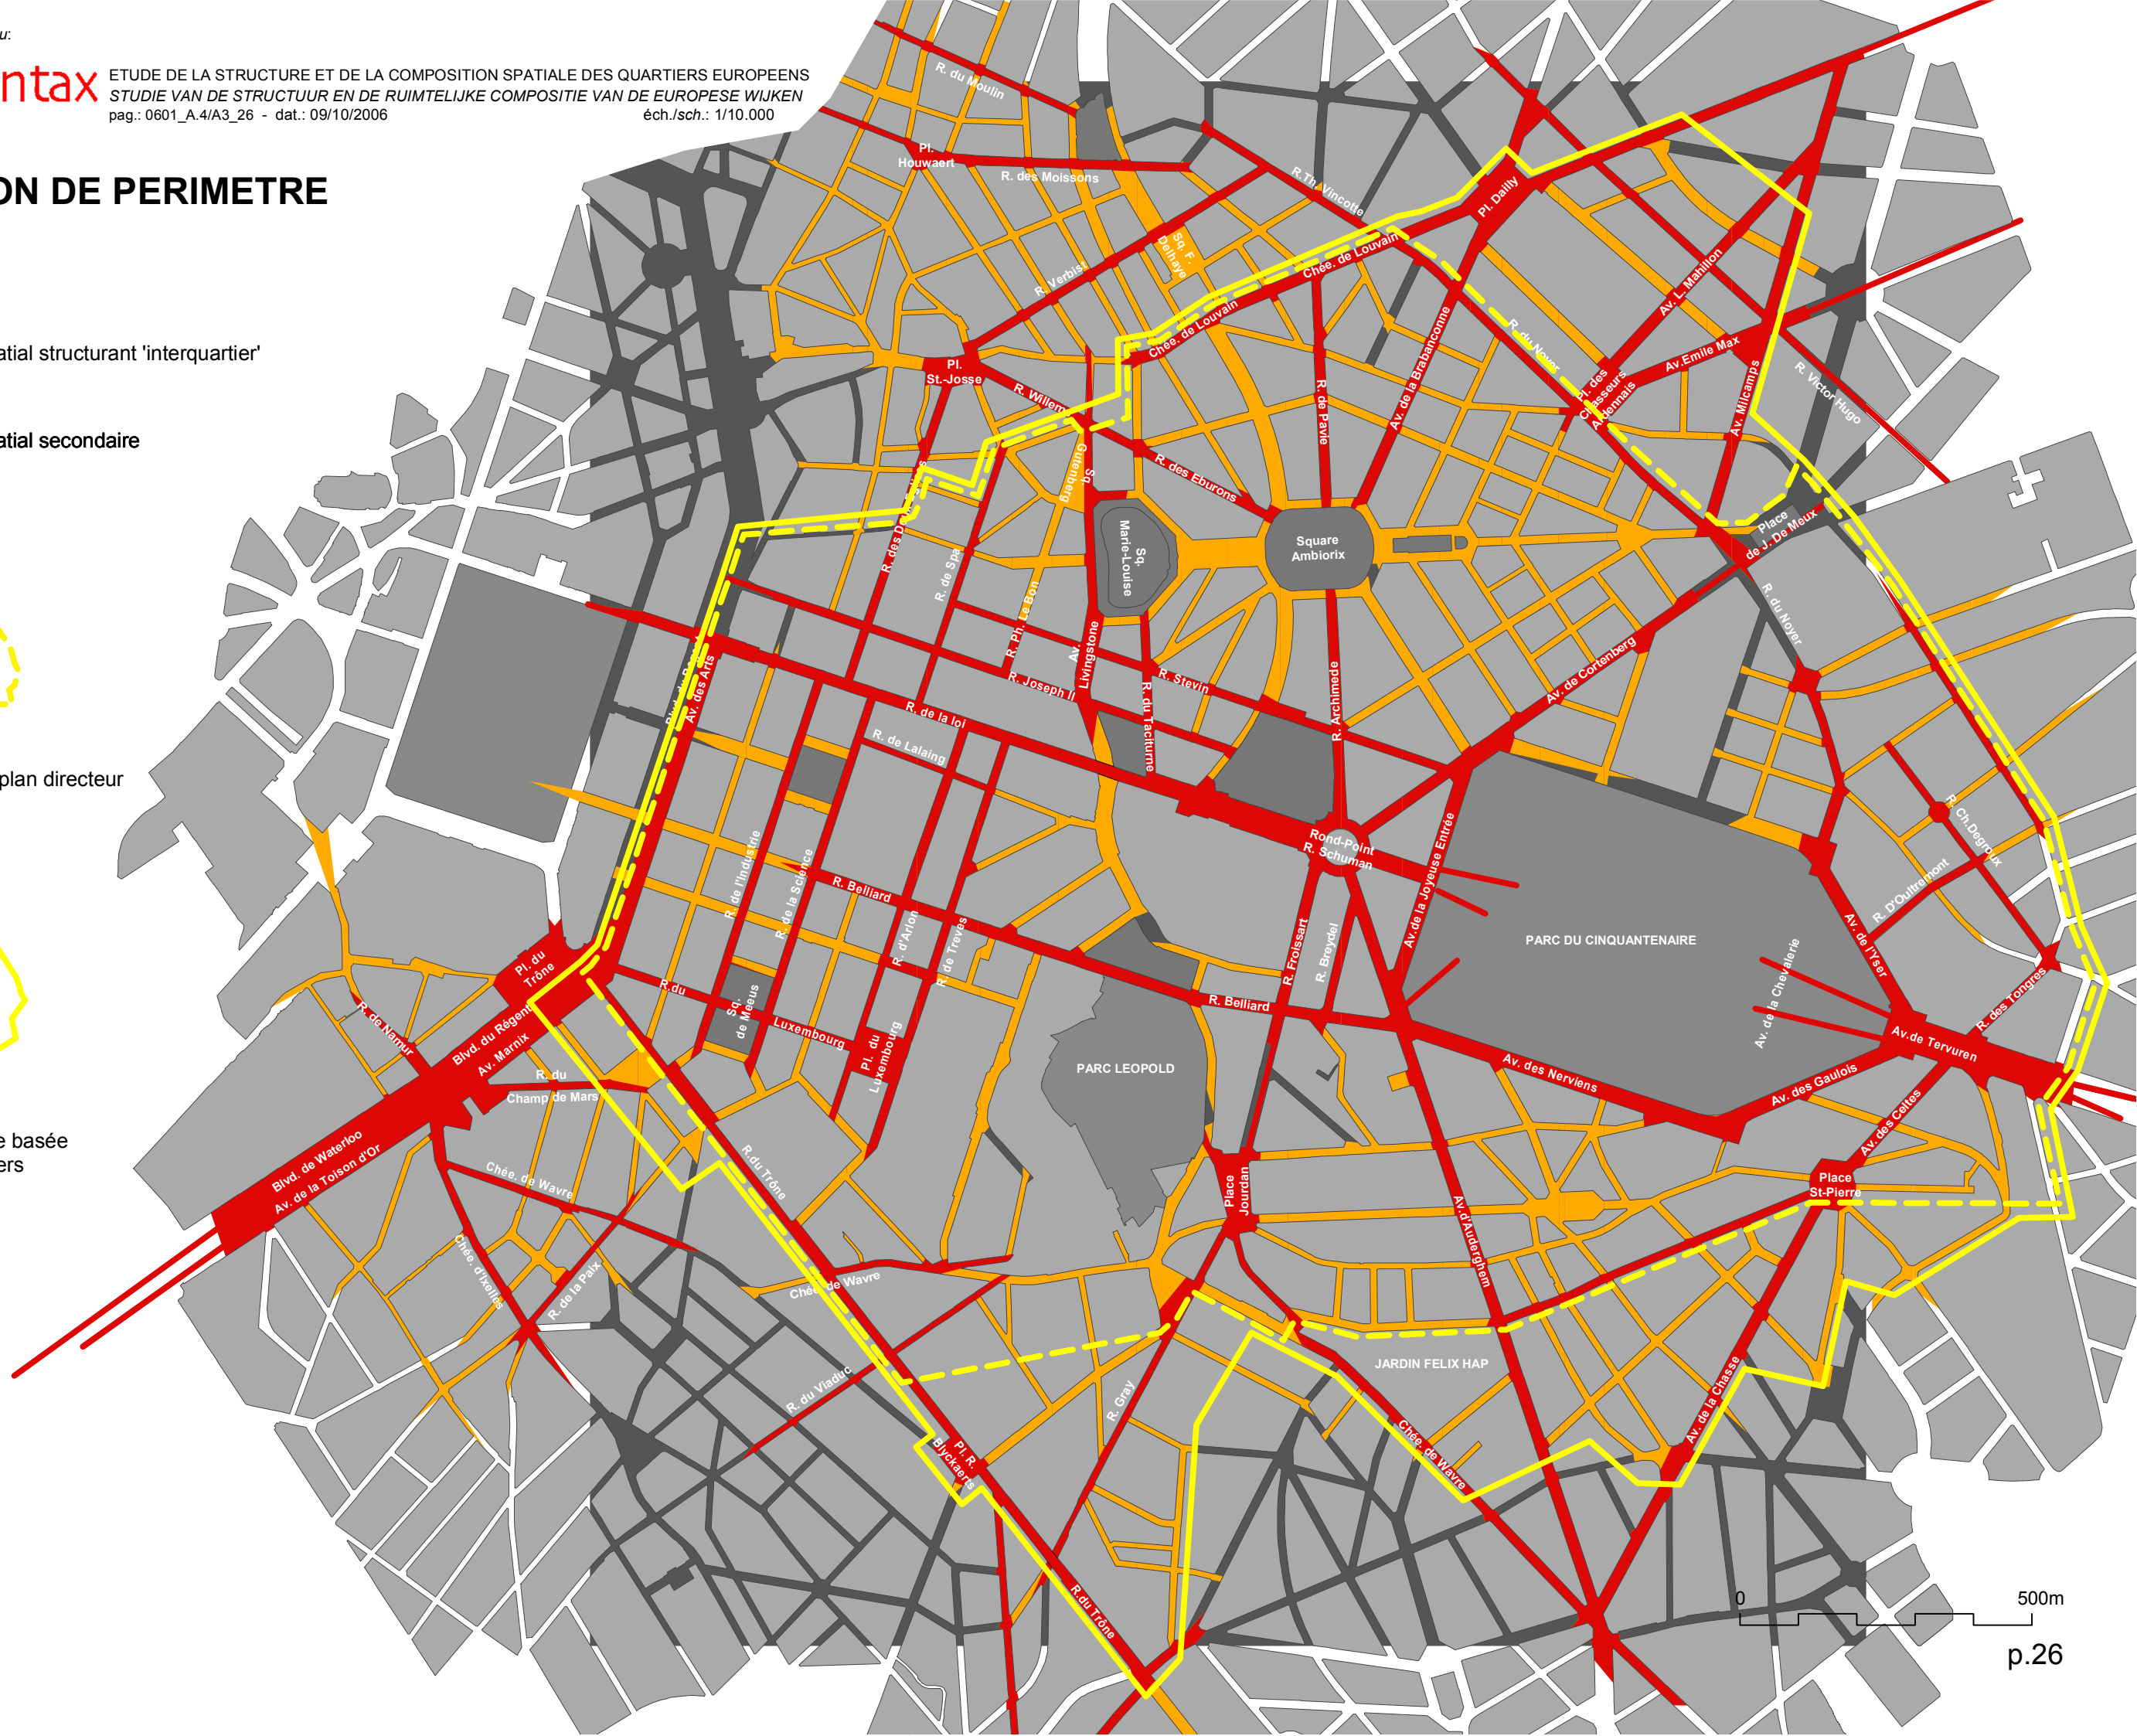 u:
ntax
ETUDE DE LA STRUCTURE ET DE LA COMPOSITION SPATIALE DES QUARTIERS EUROPEENS
STUDIE VAN DE STRUCTUUR EN DE RUIMTELIJKE COMPOSITIE VAN DE EUROPESE WIJKEN
pag.: 0601_A.4/A3_26 - dat.: 09/10/2006
éch./sch.: 1/10.000
ON DE PERIMETRE
atial structurant 'interquartier'
atial secondaire
plan directeur
e basée
ers
R. du Moulin
Pl.
Houwaert
R. des Moissons
R.Th. Vincotte
Pl. Dailly
Sq. F.
Delhaye
R. Verbist
Chée. de Louvain
Chée. de Louvain
Av. L. Mahillon
R. du Noyer
Av.Emile Max
Pl. des
Chasseurs
Ardennais
R. Victor Hugo
Av. Milcamps
Pl.
St.-Josse
R. Willem
R. de Pavie
Av. de la Brabançonne
Sq.
Gutenberg
R. des Eburons
R. des D
R. de Spa
Sq.
Marie-Louise
Square
Ambiorix
Place
de J. De Meux
R. du Noyer
R. Ph. Le Bon
Av.
Livingstone
R. Stevin
R. Joseph II
R. du Taciturne
R. Archimede
Av. de Cortenberg
Av. des Arts
R. de la loi
R. de Lalaing
R. Ch.Degroux
R. D'Oultremont
Rond-Point
R. Schuman
Av.de la Joyeuse Entrée
R. de l'Industrie
R. de la Science
R. Belliard
R. d'Arlon
R. de Treves
R. Froissart
R. Breydel
PARC DU CINQUANTENAIRE
Av. de la Chevalerie
Av. de l'Yser
R. des Tongres
Av.de Tervuren
Pl. du
Trône
R. de Namur
Blvd. du Régent
Av. Marnix
R.du
Luxembourg
Sq.
de Meeus
Pl. du
Luxembourg
R. Belliard
PARC LEOPOLD
Av. des Nerviens
Av. des Gaulois
Av. des Celtes
R. du
Champ de Mars
Blvd. de Waterloo
Av. de la Toison d'Or
Chée. de Wavre
R.du Trône
Place
Jourdan
Place
St-Pierre
Av.d'Auderghem
Chée. d'Ixelles
R. de la Paix
Chée. de Wavre
R. du Viaduc
R. Gray
JARDIN FELIX HAP
Chée. de Wavre
Av. de la Chasse
Pl. R.
Blyckaerts
R.du Trône
0
500m
p.26